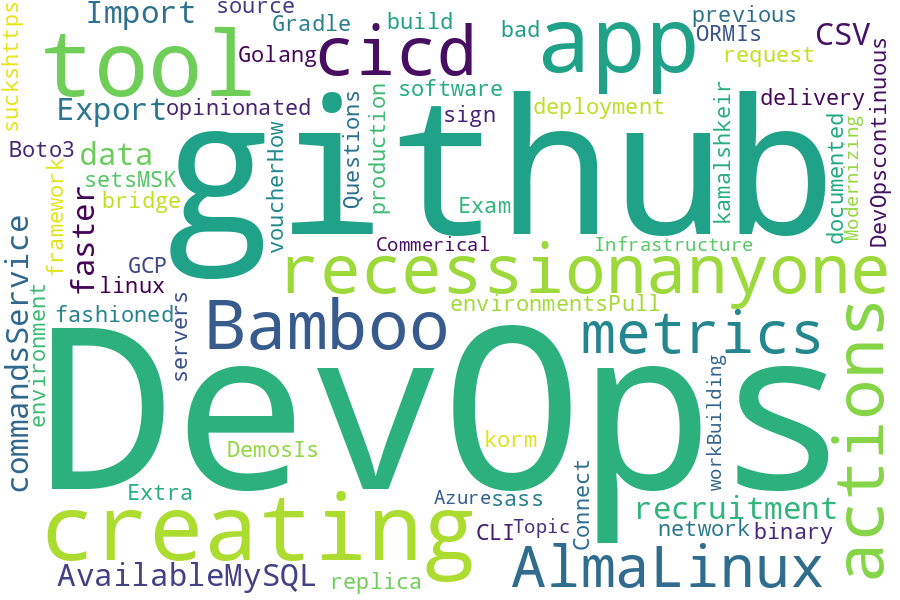 suckshttps
Import
source
Gradle
build
bad
previous
ORMIs
CSV
tool
Golang
cicd
app
request
Export
opinionated
software
sign
deployment
delivery
Boto3
data
setsMSK
bridge
framework
faster
voucherHow
Questions
production
github
Exam
kamalshkeir
documented
Modernizing
DevOpscontinuous
Commerical
Infrastructure
GCP
linux
recessionanyone
commandsService
environment
fashioned
servers
Bamboo
environmentsPull
metrics
actions
DevOps
DemosIs
korm
workBuilding
Extra
creating
Azuresass
CLI
Topic
Connect
recruitment
network
binary
AvailableMySQL
replica
AlmaLinux